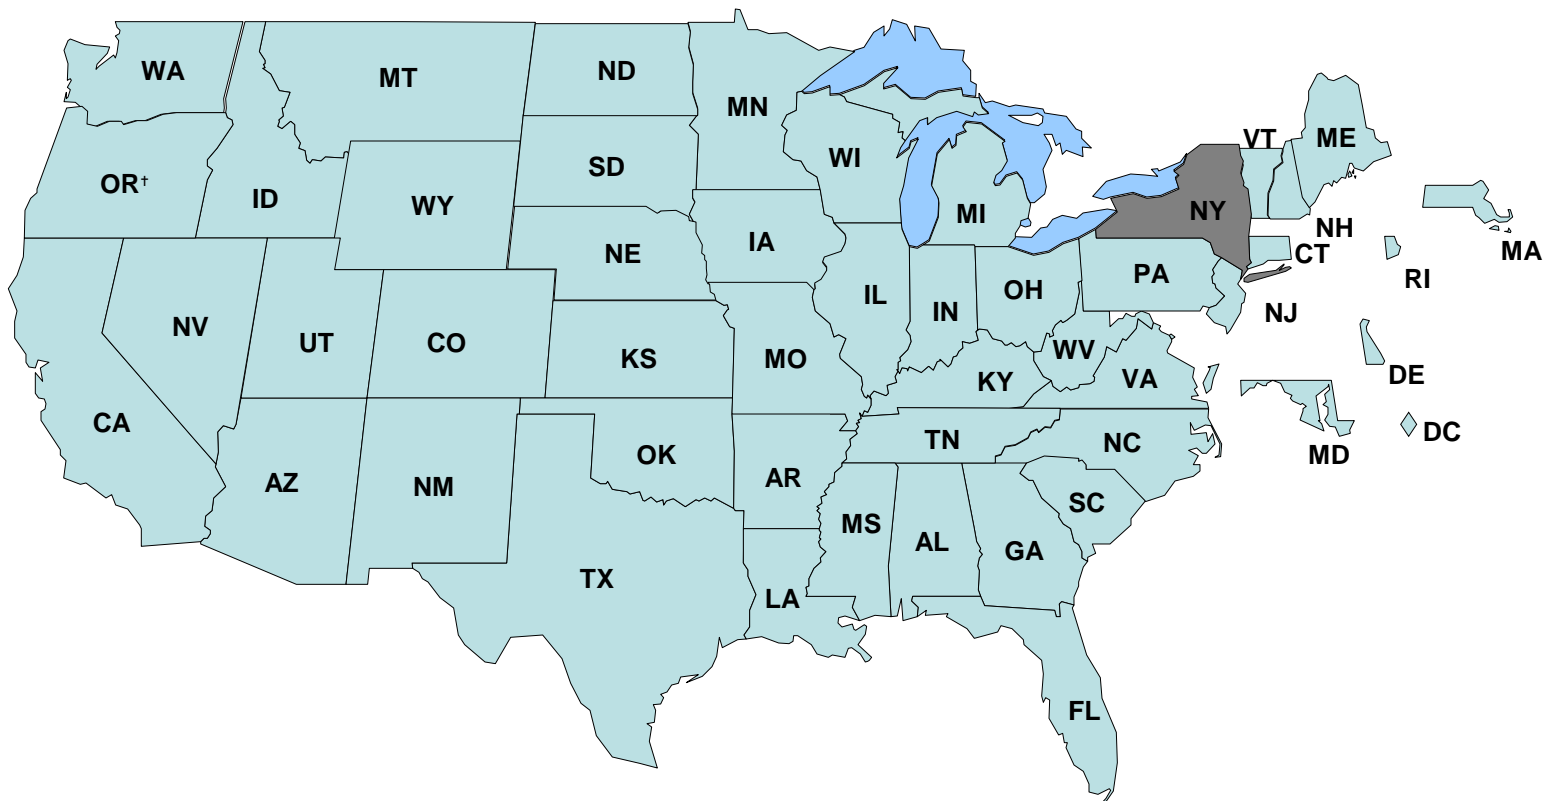 WA
MT
ND
MN
VT
ME
OR†
ID
WY
SD
WI
MI
NY
NH
MA
NE
IA
CT
RI
NV
UT
CO
KS
MO
IL
IN
OH
PA
NJ
WV
VA
DE
CA
KY
MD
DC
AZ
NM
OK
AR
TN
NC
MS
AL
GA
SC
TX
LA
FL